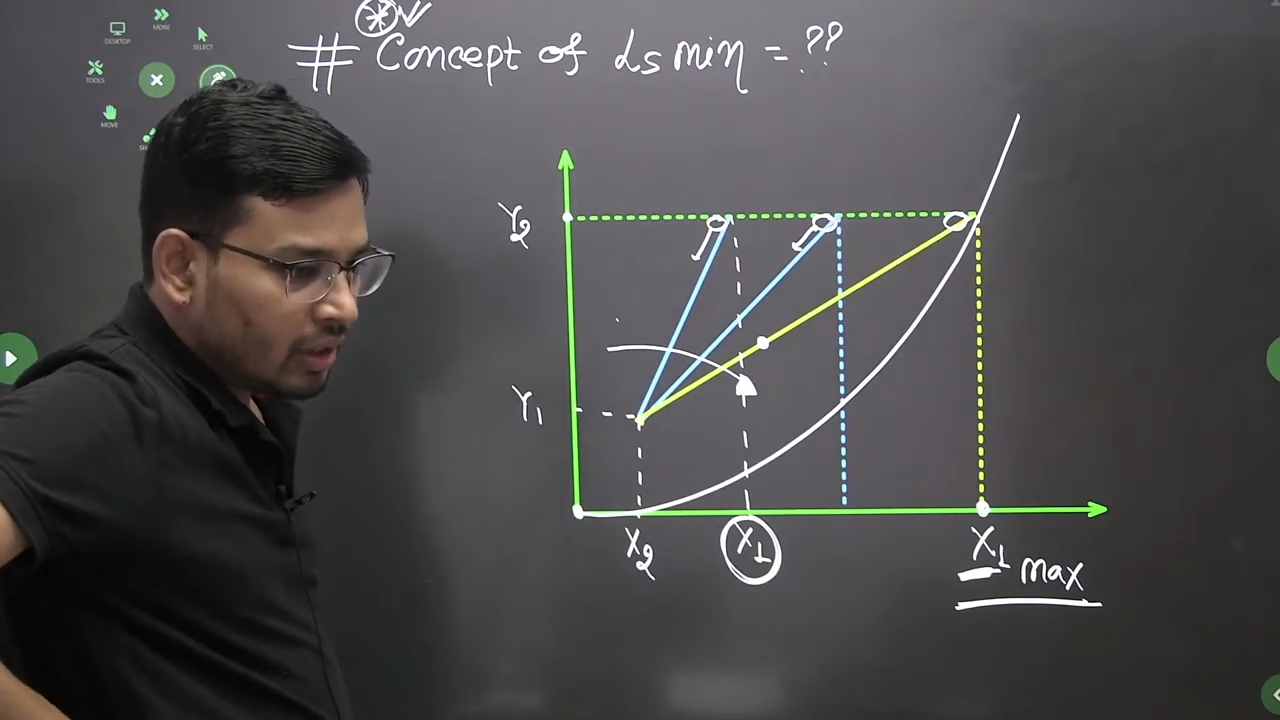 MORE
DESKTOP
SELECT
TOOLS
MOVE
# Concept of Ls min = ??
Y2
Y1
X2
X1
X1 max